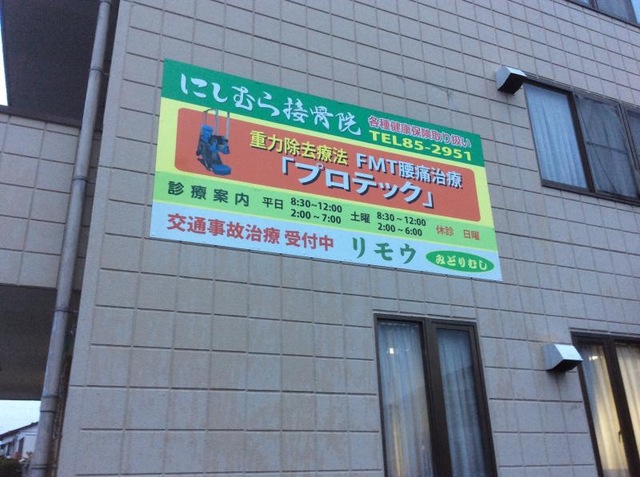 にしむら接骨院
各種健康保険取り扱い
TEL85-2951
重力除去療法 FMT腰痛治療
「プロテック」
診療案内 平日 8:30~12:00 土曜 8:30~12:00 休診 日曜
2:00~7:00 2:00~6:00
交通事故治療 受付中 リモウ みどりむし